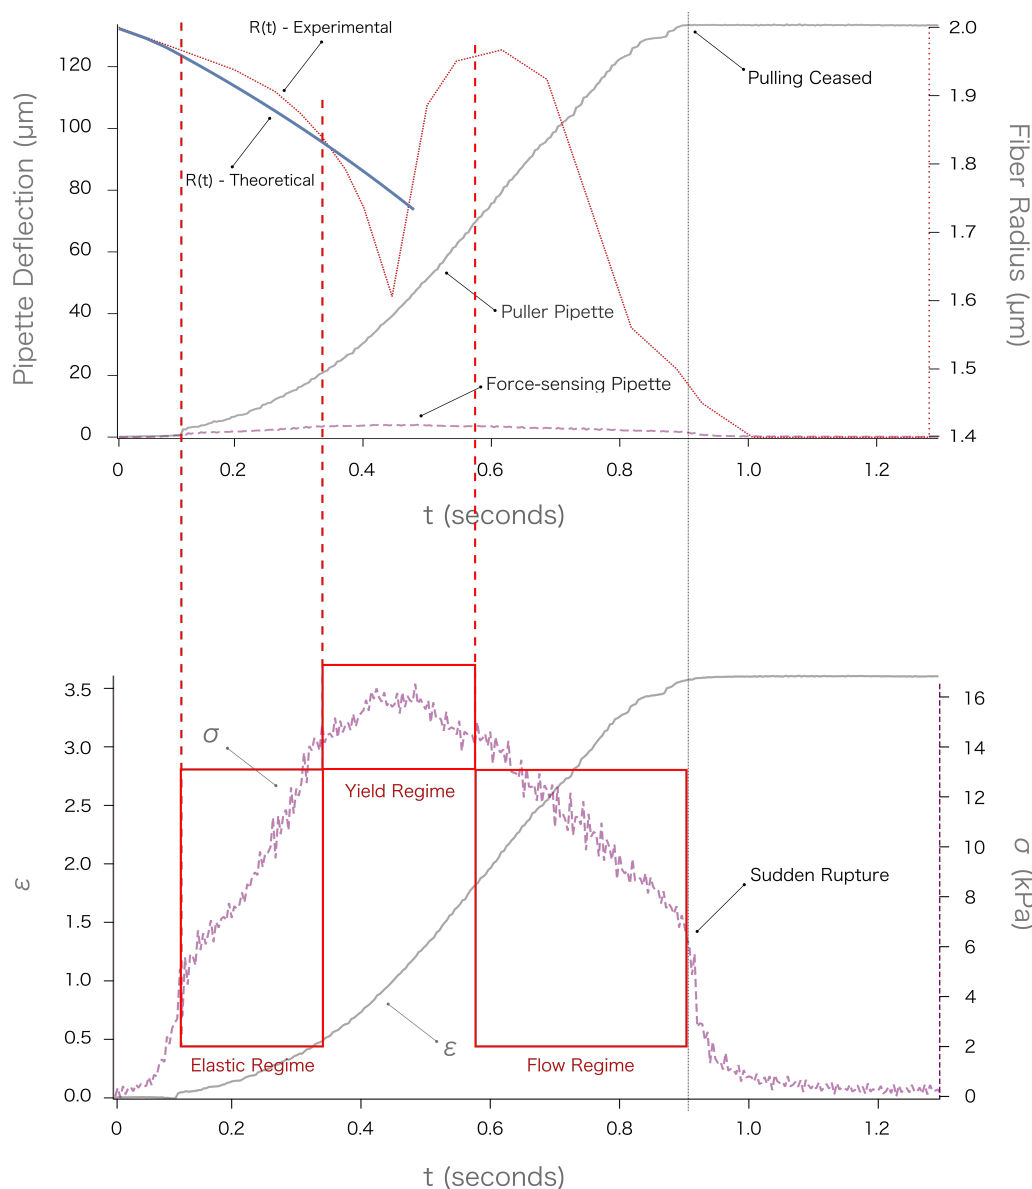 R(t) - Experimental
2.0
120
Pulling Ceased
1.9
100
1.8
R(t) - Theoretical
80
1.7
60
1.6
40
Puller Pipette
1.5
20
Force-sensing Pipette
0
1.4
Pipette Deflection (μm)
Fiber Radius (μm)
0 0.2 0.4 0.6 0.8 1.0 1.2
t (seconds)
3.5
16
σ
3.0
14
Yield Regime
2.5
12
2.0
10
Sudden Rupture
1.5
8
6
1.0
4
0.5
ε
2
Elastic Regime
Flow Regime
0.0
0
ε
σ (kPa)
0 0.2 0.4 0.6 0.8 1.0 1.2
t (seconds)